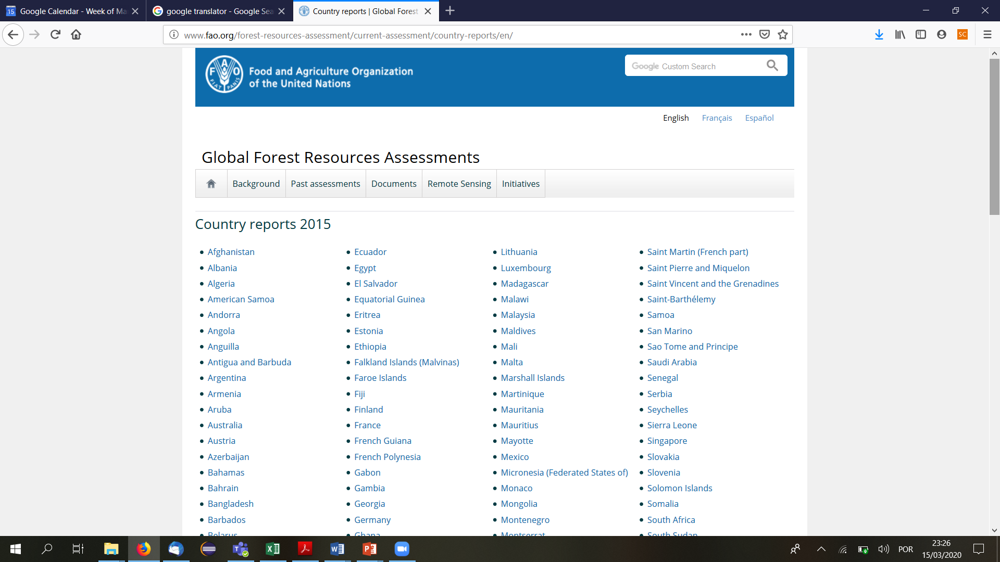 Google Calendar - Week of Ma
google translator - Google Sea
Country reports | Global Forest
www.fao.org/forest-resources-assessment/current-assessment/country-reports/en/
SC
F A O
FIAT PANIS
Food and Agriculture Organization
of the United Nations
Google Custom Search
English Français Español
Global Forest Resources Assessments
Background Past assessments Documents Remote Sensing Initiatives
Country reports 2015
Afghanistan
Albania
Algeria
American Samoa
Andorra
Angola
Anguilla
Antigua and Barbuda
Argentina
Armenia
Aruba
Australia
Austria
Azerbaijan
Bahamas
Bahrain
Bangladesh
Barbados
Belarus
Ecuador
Egypt
El Salvador
Equatorial Guinea
Eritrea
Estonia
Ethiopia
Falkland Islands (Malvinas)
Faroe Islands
Fiji
Finland
France
French Guiana
French Polynesia
Gabon
Gambia
Georgia
Germany
Ghana
Lithuania
Luxembourg
Madagascar
Malawi
Malaysia
Maldives
Mali
Malta
Marshall Islands
Martinique
Mauritania
Mauritius
Mayotte
Mexico
Micronesia (Federated States of)
Monaco
Mongolia
Montenegro
Montserrat
Saint Martin (French part)
Saint Pierre and Miquelon
Saint Vincent and the Grenadines
Saint-Barthélemy
Samoa
San Marino
Sao Tome and Principe
Saudi Arabia
Senegal
Serbia
Seychelles
Sierra Leone
Singapore
Slovakia
Slovenia
Solomon Islands
Somalia
South Africa
South Sudan
POR
23:26
15/03/2020